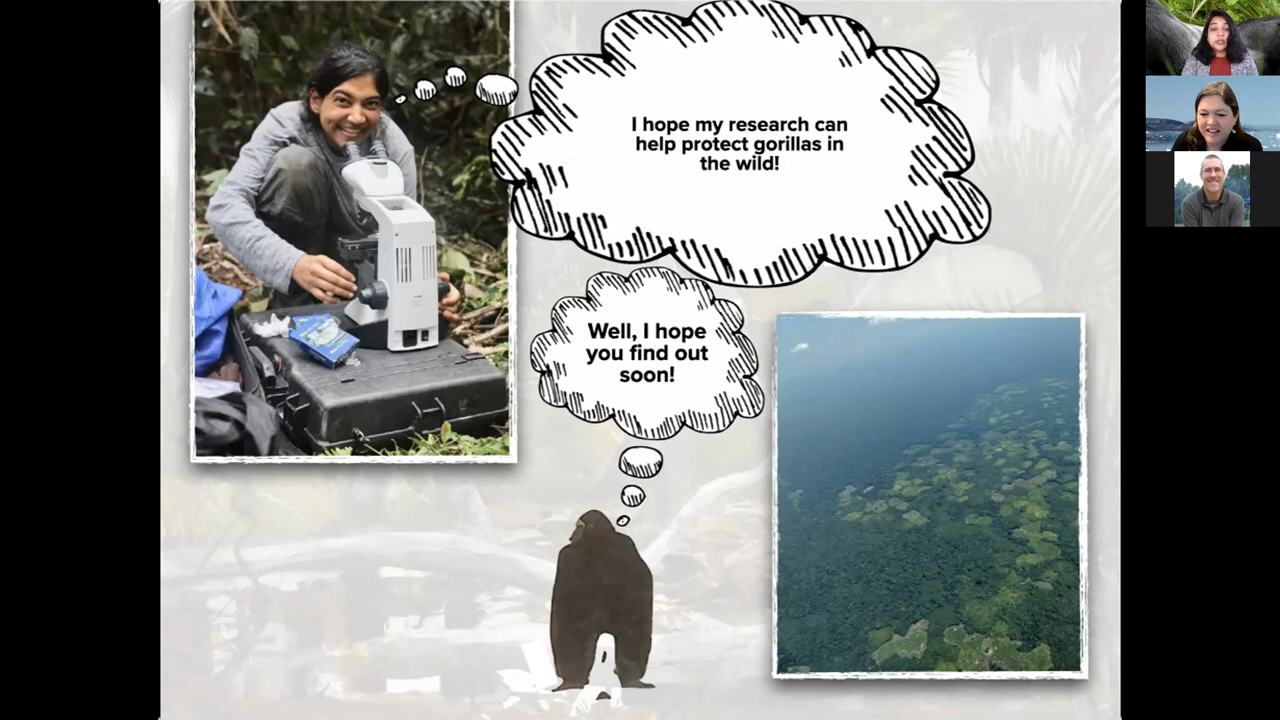 I hope my research can
help protect gorillas in
the wild!
Well, I hope
you find out
soon!